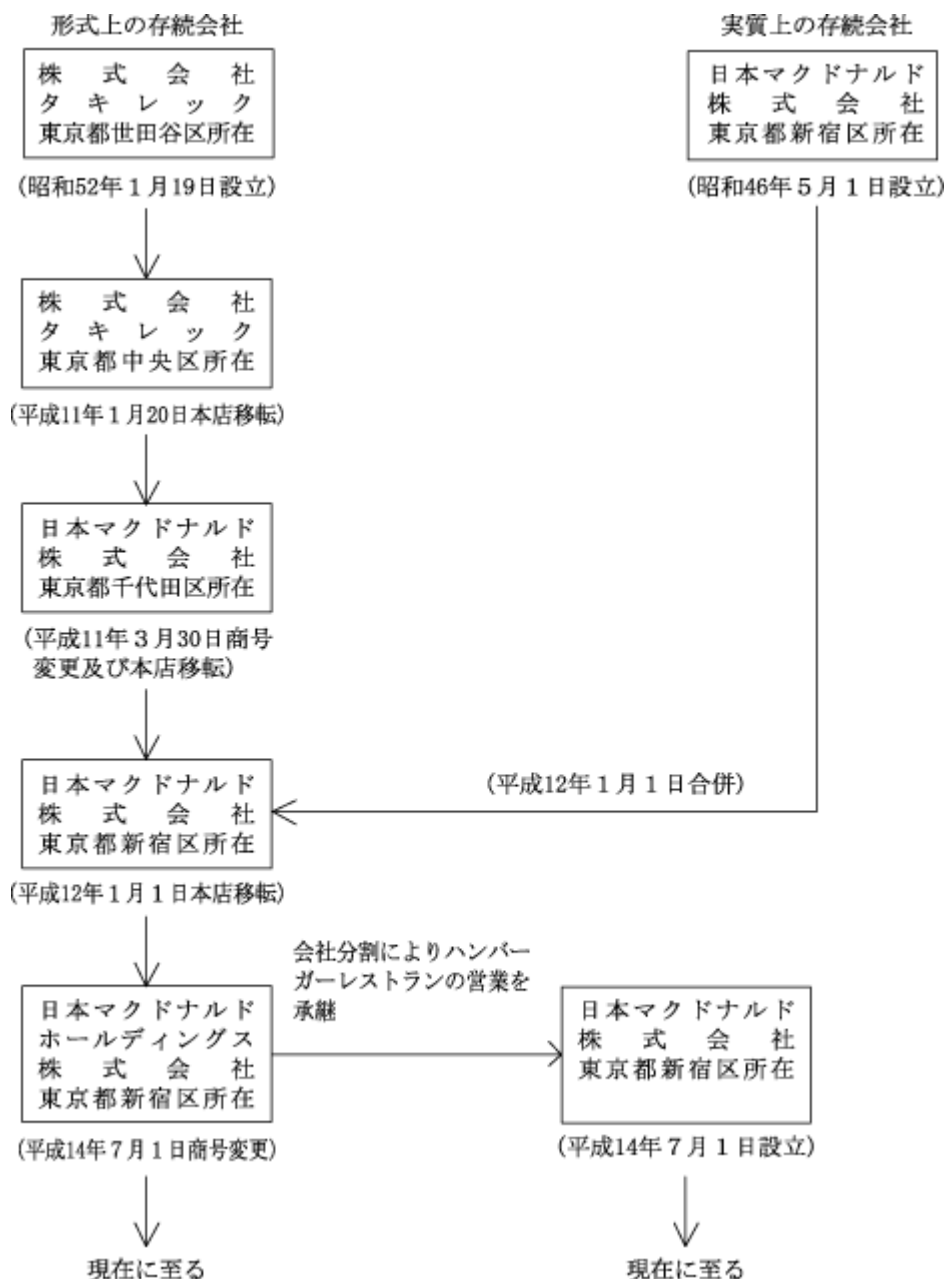 形式上の存続会社
株式会社
タキレック
東京都世田谷区所在
(昭和52年1月19日設立)
株式会社
タキレック
東京都中央区所在
(平成11年1月20日本店移転)
日本マクドナルド
株式会社
東京都千代田区所在
(平成11年3月30日商号
変更及び本店移転)
日本マクドナルド
株式会社
東京都新宿区所在
(平成12年1月1日本店移転)
日本マクドナルド
ホールディングス
株式会社
東京都新宿区所在
(平成14年7月1日商号変更)
現在に至る
実質上の存続会社
日本マクドナルド
株式会社
東京都新宿区所在
(昭和46年5月1日設立)
(平成12年1月1日合併)
会社分割によりハンバー
ガーレストランの営業を
承継
日本マクドナルド
株式会社
東京都新宿区所在
(平成14年7月1日設立)
現在に至る